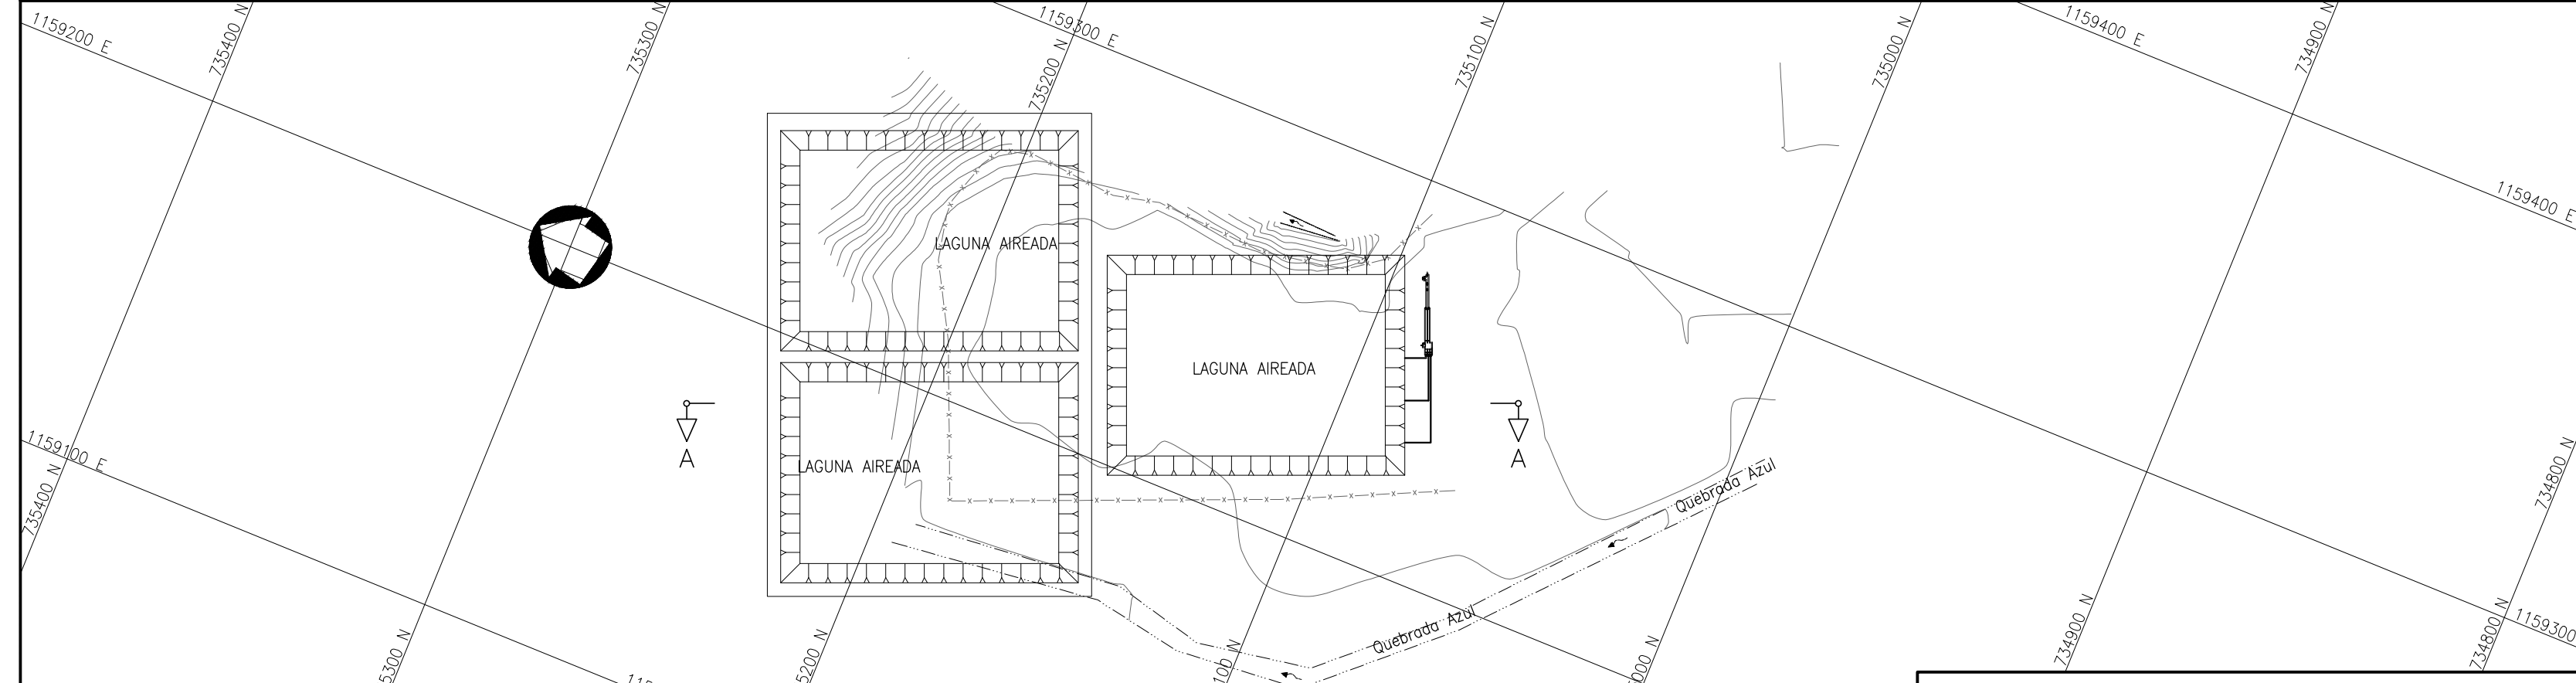 1159200 E
735400 N
735300 N
1159300 E
735200 N
735100 N
735000 N
1159400 E
734900 N
1159400 E
LAGUNA AIREADA
LAGUNA AIREADA
A
A
1159100 E
735400 N
LAGUNA AIREADA
Quebrada Azul
734800 N
Quebrada Azul
5300 N
5200 N
100 N
000 N
734900 N
734800 N
1159300